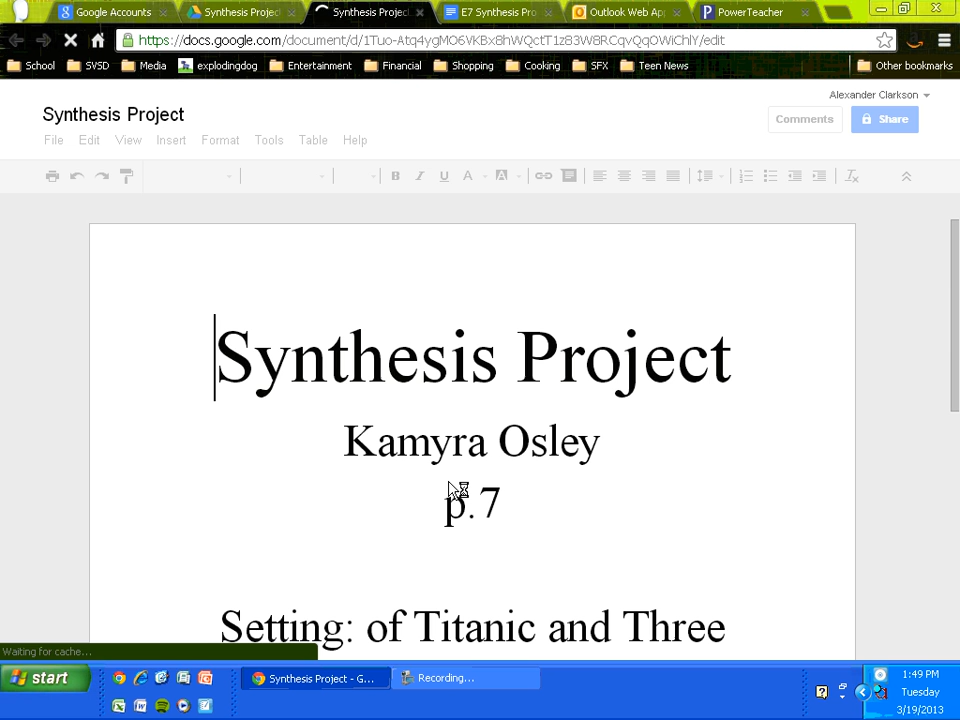 Google Accounts
Synthesis Projec
Synthesis Projec
E7 Synthesis Pro
Outlook Web App
PowerTeacher
https://docs.google.com/document/d/1Tuo-Atq4ygMO6VKBx8hWQctT1z83W8RCqvQqOWiChlY/edit
School
SVSD
Media
explodingdog
Entertainment
Financial
Shopping
Cooking
SFX
Teen News
Other bookmarks
Alexander Clarkson
Synthesis Project
Comments
Share
File Edit View Insert Format Tools Table Help
B I U A A
Synthesis Project
Kamyra Osley
p.7
Setting: of Titanic and Three
Waiting for cache...
start
Synthesis Project - G...
Recording...
1:49 PM
Tuesday
3/19/2013